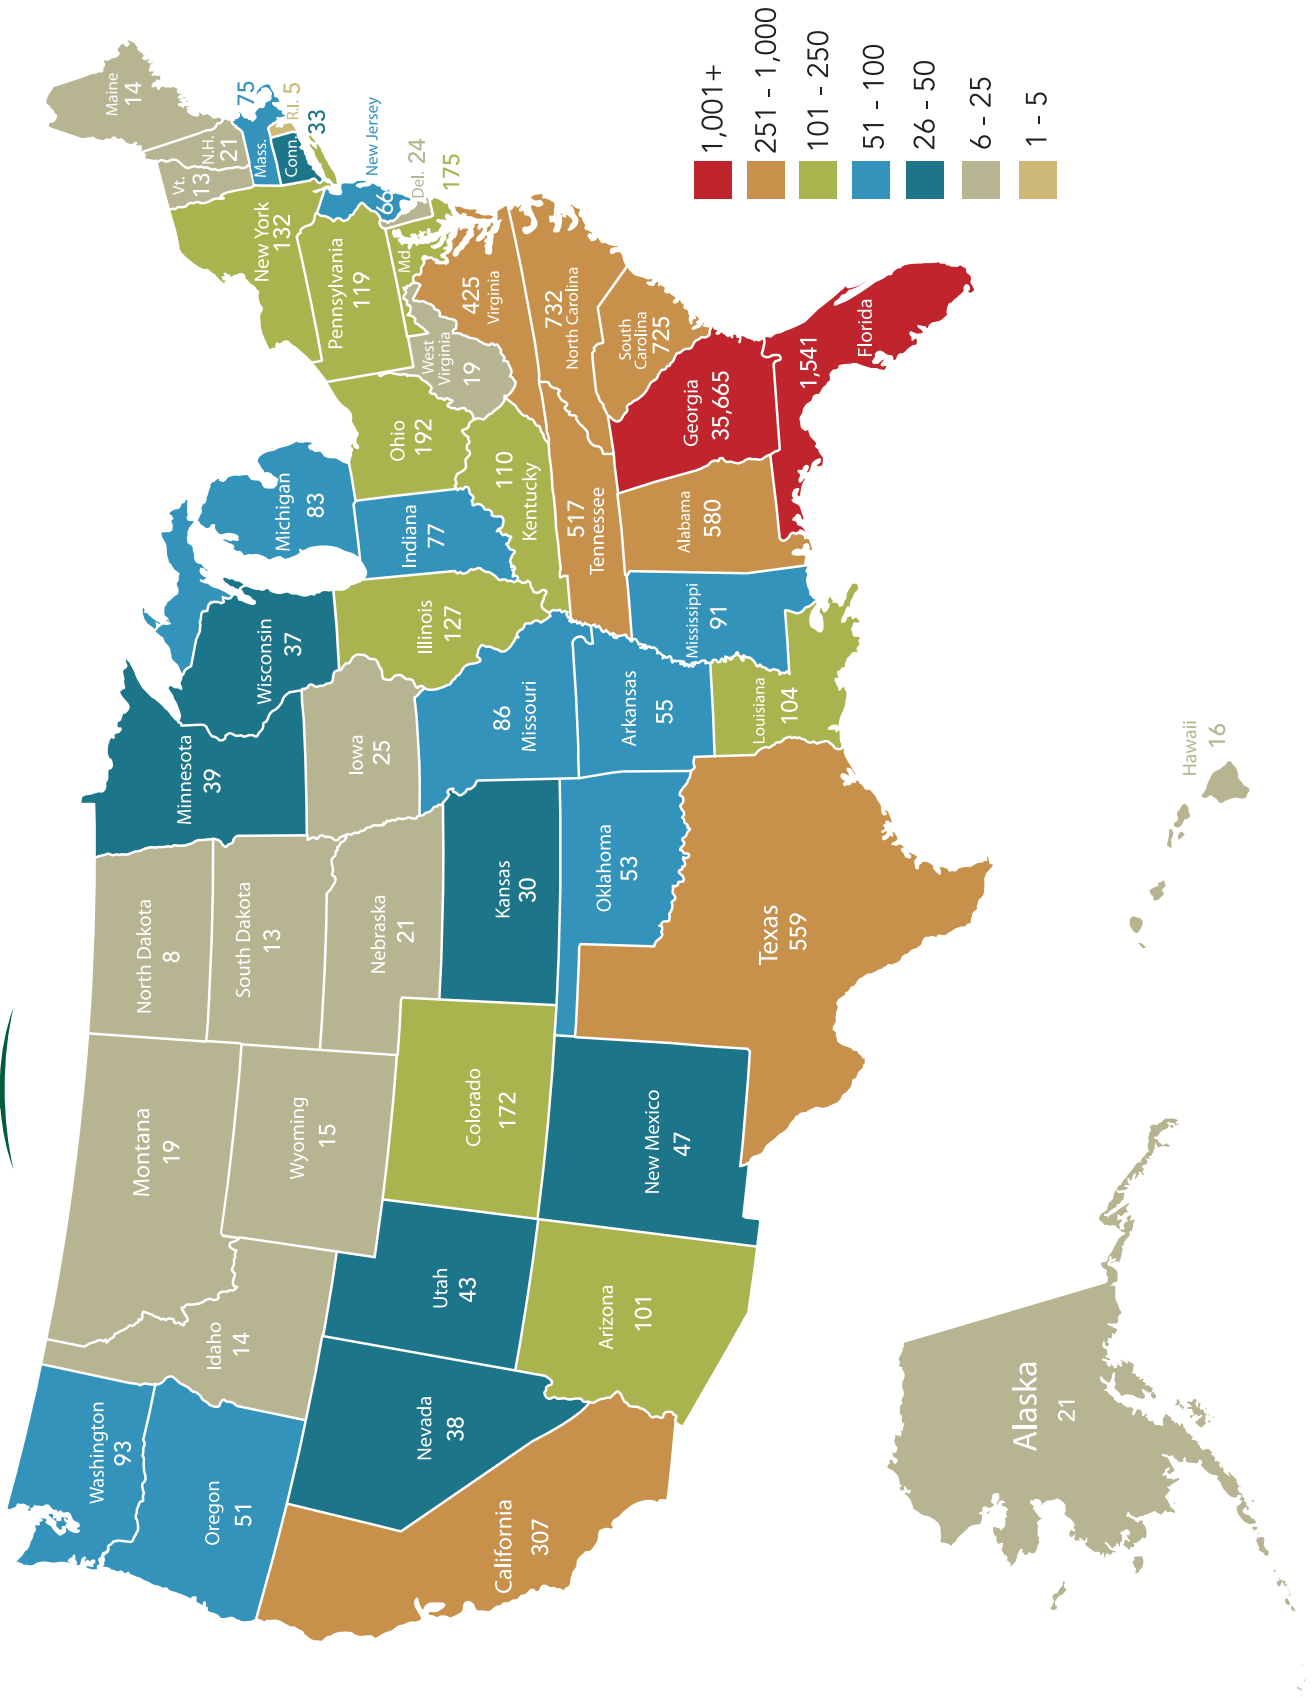 Washington
93
Oregon
51
California
307
Nevada
38
Idaho
14
Montana
19
Wyoming
15
Utah
43
Arizona
101
Colorado
172
New Mexico
47
North Dakota
8
South Dakota
13
Nebraska
21
Kansas
30
Oklahoma
53
Texas
559
Minnesota
39
Iowa
25
86
Missouri
Arkansas
55
Louisiana
104
Wisconsin
37
Illinois
127
Mississippi
91
Michigan
83
Indiana
77
Ohio
192
110
Kentucky
517
Tennessee
Alabama
580
Georgia
35,665
1,541
Florida
South
Carolina
725
732
North Carolina
425
Virginia
West
Virginia
19
Pennsylvania
119
New York
132
Vt.
13
N.H.
21
Maine
14
Mass.
75
R.I. 5
Conn.
33
New Jersey
66
Del. 24
Md.
175
Alaska
21
Hawaii
16
1,001+
251 - 1,000
101 - 250
51 - 100
26 - 50
6 - 25
1 - 5